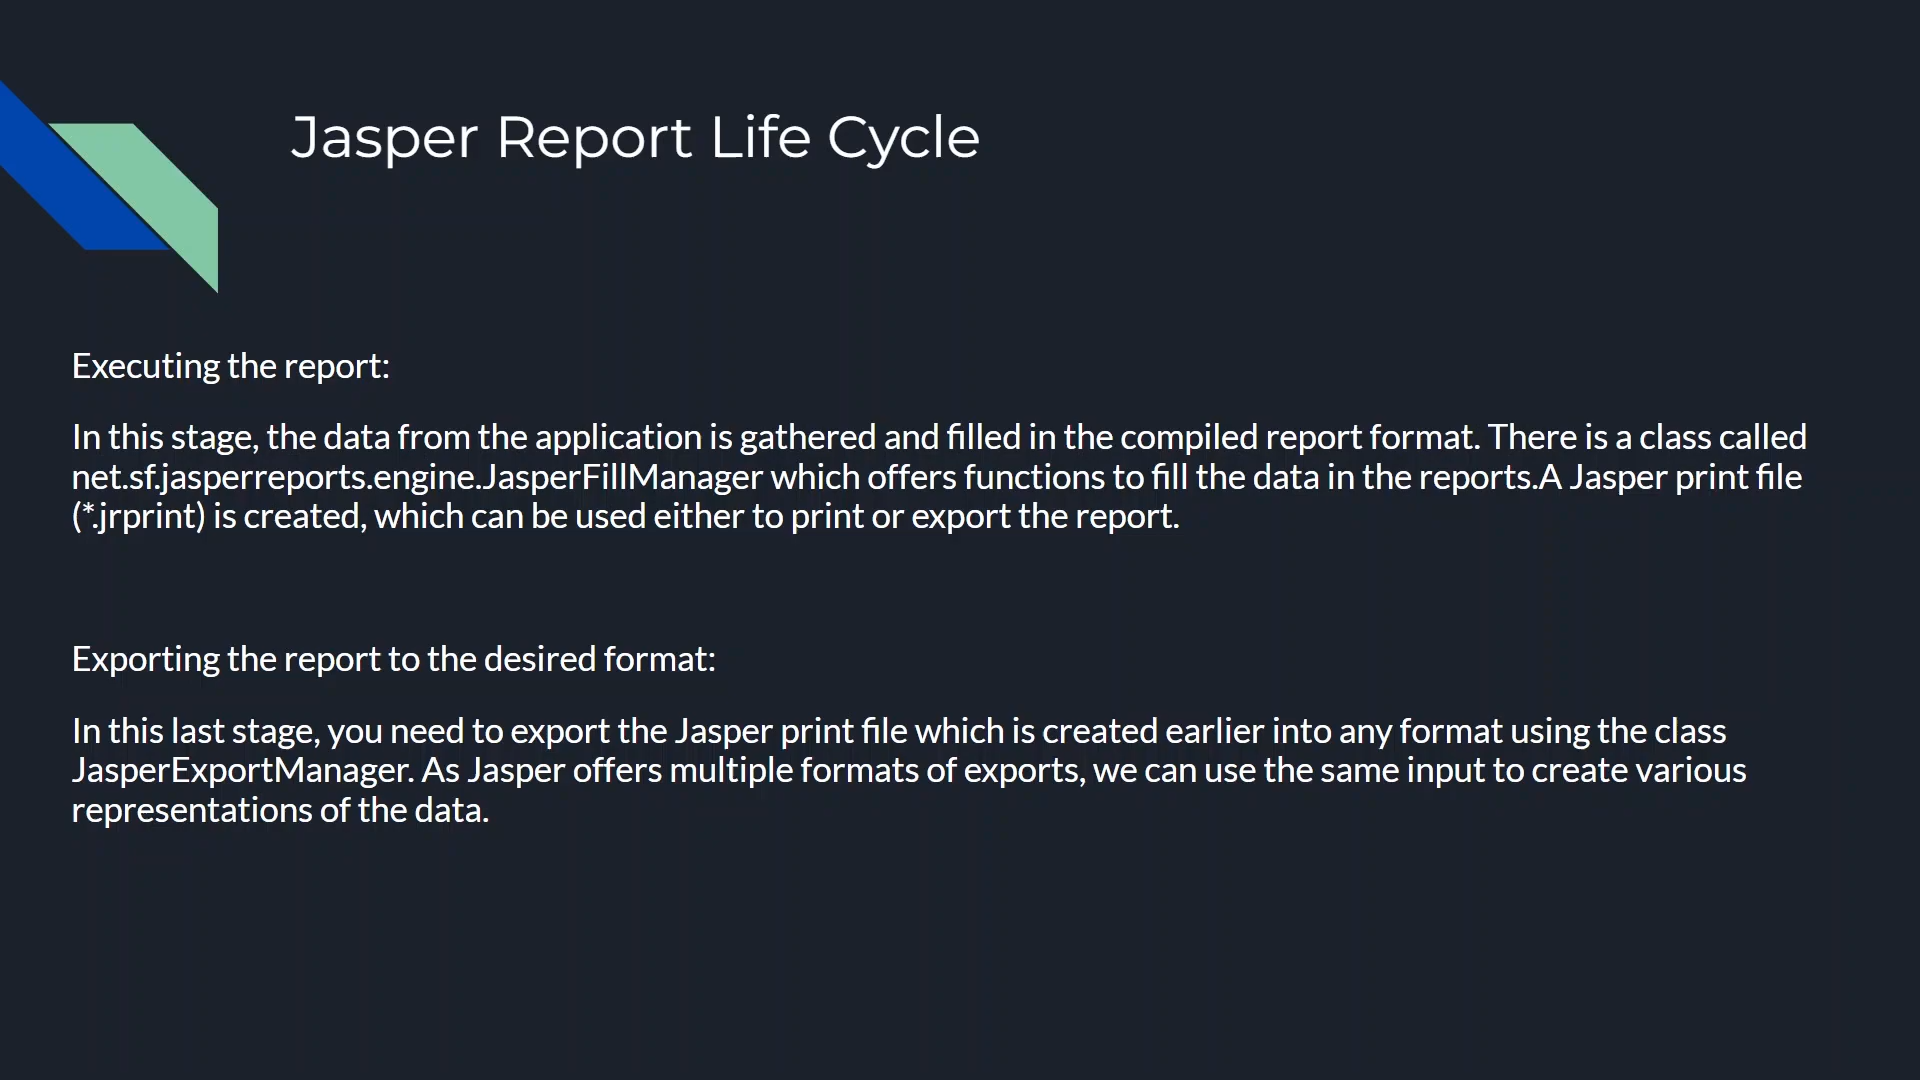 Jasper Report Life Cycle
Executing the report:
In this stage, the data from the application is gathered and filled in the compiled report format. There is a class called
net.sf.jasperreports.engine.JasperFillManager which offers functions to fill the data in the reports.A Jasper print file
(*.jrprint) is created, which can be used either to print or export the report.
Exporting the report to the desired format:
In this last stage, you need to export the Jasper print file which is created earlier into any format using the class
JasperExportManager. As Jasper offers multiple formats of exports, we can use the same input to create various
representations of the data.